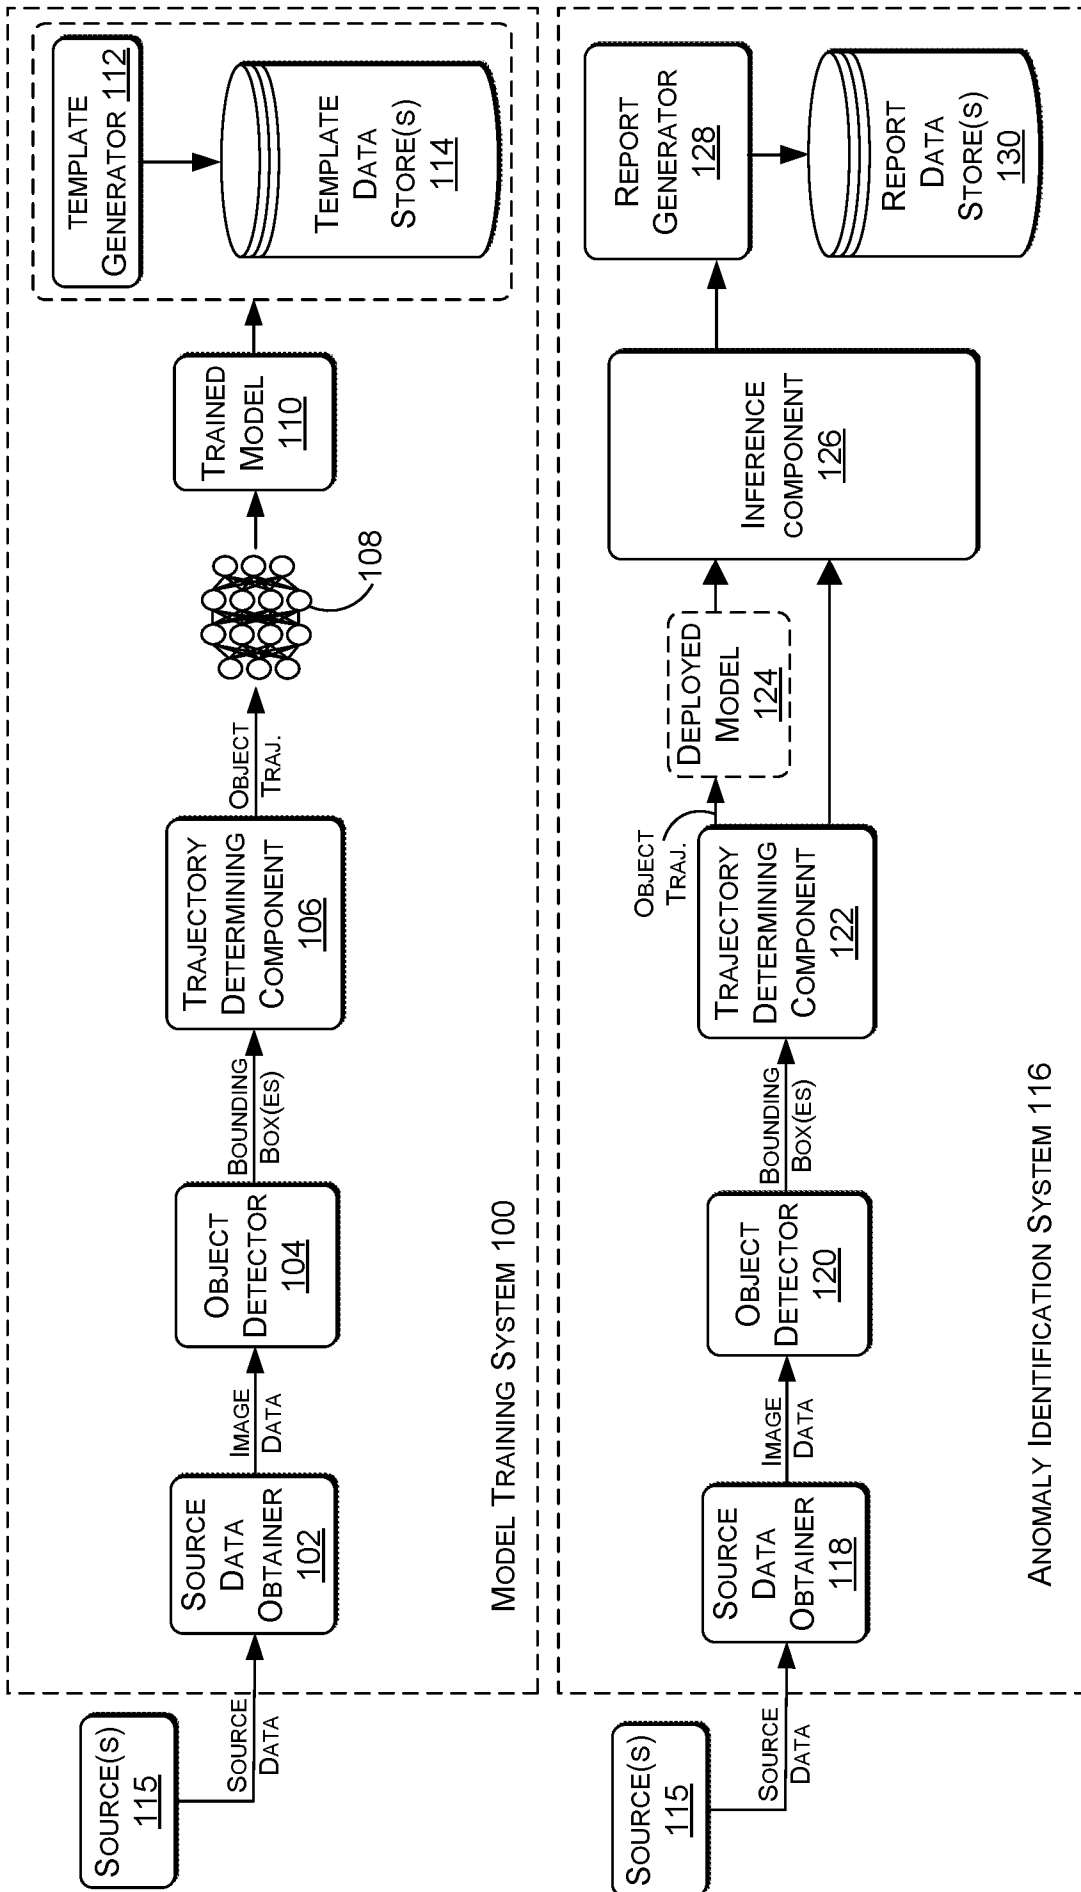 SOURCE(S)
115
SOURCE
DATA
SOURCE
DATA
OBTAINER
102
IMAGE
DATA
OBJECT
DETECTOR
104
BOUNDING
BOX(ES)
TRAJECTORY
DETERMINING
COMPONENT
106
OBJECT
TRAJ.
108
TRAINED
MODEL
110
TEMPLATE
GENERATOR 112
TEMPLATE
DATA
STORE(S)
114
MODEL TRAINING SYSTEM 100
SOURCE(S)
115
SOURCE
DATA
SOURCE
DATA
OBTAINER
118
IMAGE
DATA
OBJECT
DETECTOR
120
BOUNDING
BOX(ES)
TRAJECTORY
DETERMINING
COMPONENT
122
OBJECT
TRAJ.
DEPLOYED
MODEL
124
INFERENCE
COMPONENT
126
REPORT
GENERATOR
128
REPORT
DATA
STORE(S)
130
ANOMALY IDENTIFICATION SYSTEM 116